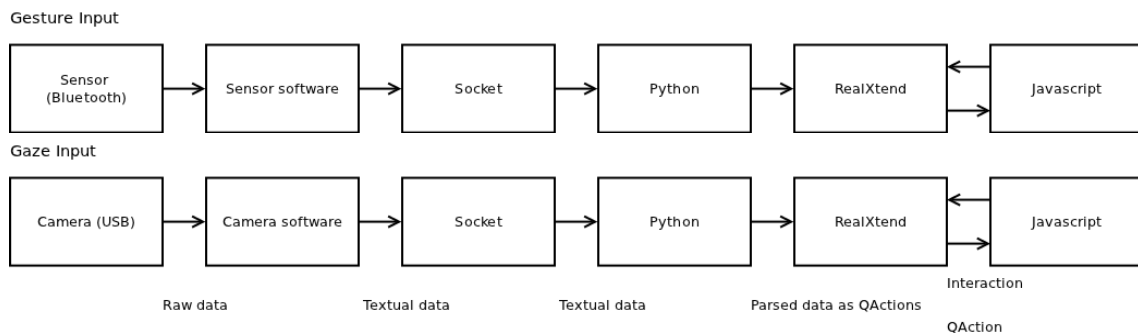 Gesture Input
Sensor
(Bluetooth)
Sensor software
Socket
Python
RealXtend
Javascript
Gaze Input
Camera (USB)
Camera software
Socket
Python
RealXtend
Javascript
Raw data
Textual data
Textual data
Parsed data as QActions
Interaction
QAction